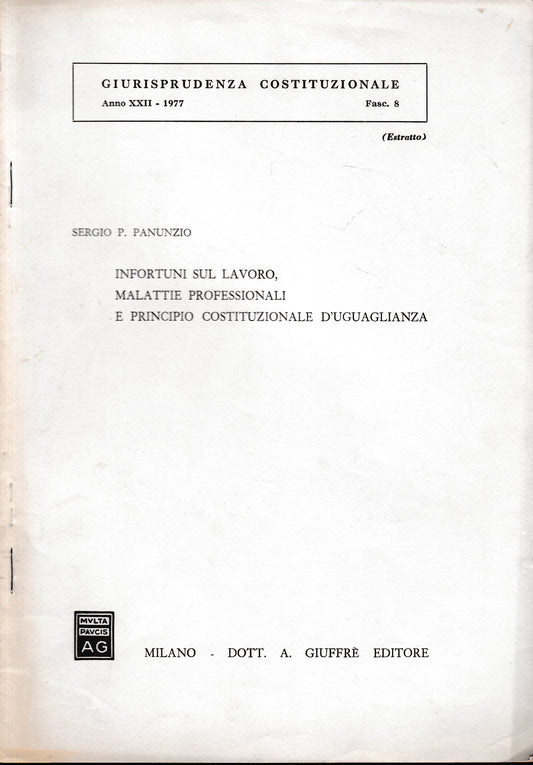 GIURISPRUDENZA COSTITUZIONALE
Anno XXII - 1977 Fasc. 8
(Estratto)
SERGIO P. PANUNZIO
INFORTUNI SUL LAVORO,
MALATTIE PROFESSIONALI
E PRINCIPIO COSTITUZIONALE D'UGUAGLIANZA
MVLTA
PAVCIS
AG
MILANO - DOTT. A. GIUFFRÈ EDITORE